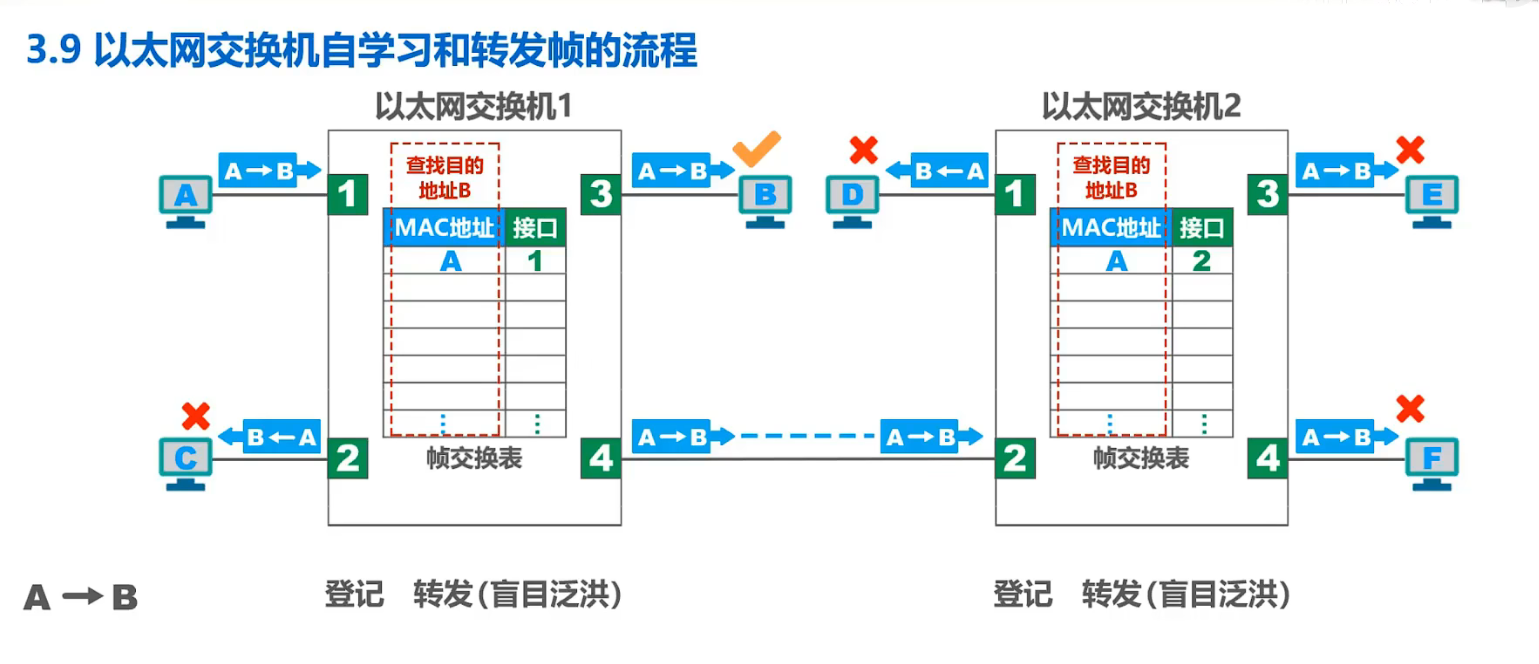 3.9 以太网交换机自学习和转发帧的流程
以太网交换机1
以太网交换机2
A→B
查找目的
地址B
A→B
B←A
查找目的
地址B
A→B
A
1
3
B
D
1
3
E
MAC地址 接口
MAC地址 接口
A 1
A 2
⋮ ⋮
⋮ ⋮
B←A
A→B
A→B
A→B
C
2
帧交换表
4
2
帧交换表
4
F
A→B
登记 转发(盲目泛洪)
登记 转发(盲目泛洪)